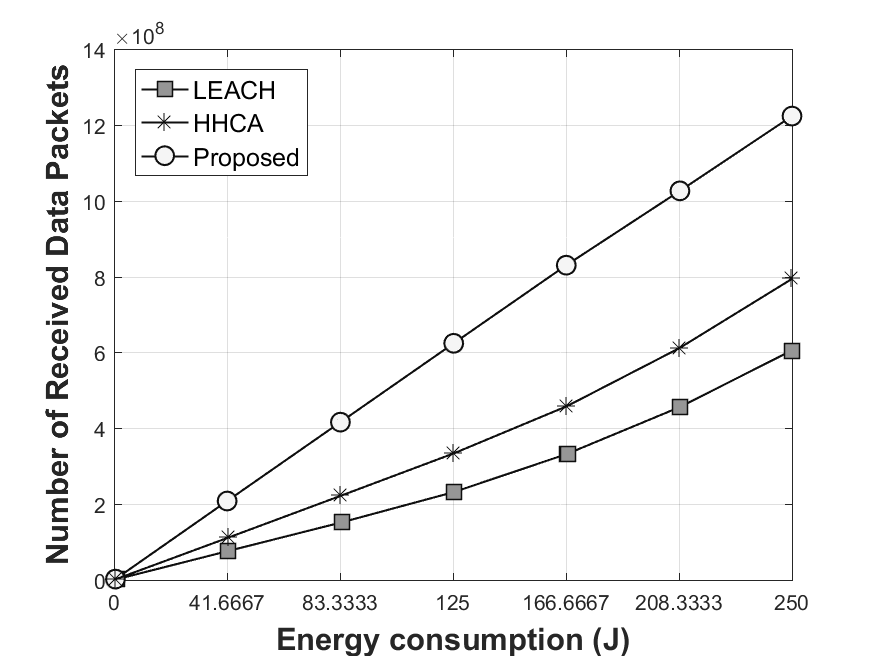 ×10⁸
14
12
10
8
6
4
2
0
Number of Received Data Packets
LEACH
HHCA
Proposed
0 41.6667 83.3333 125 166.6667 208.3333 250
Energy consumption (J)